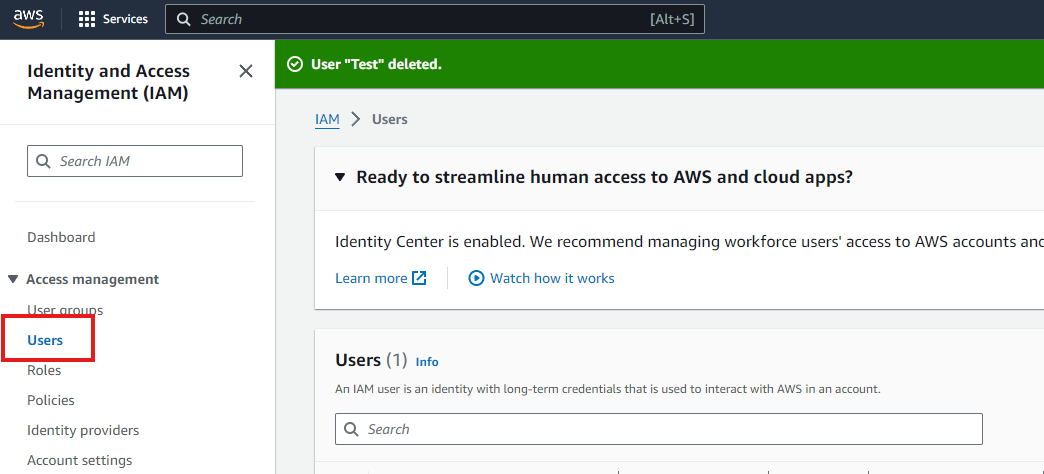 aws
Services
Search
[Alt+S]
Identity and Access
Management (IAM)
Search IAM
Dashboard
Access management
User groups
Users
Roles
Policies
Identity providers
Account settings
User "Test" deleted.
IAM > Users
Ready to streamline human access to AWS and cloud apps?
Identity Center is enabled. We recommend managing workforce users' access to AWS accounts and
Learn more
Watch how it works
Users (1) Info
An IAM user is an identity with long-term credentials that is used to interact with AWS in an account.
Search